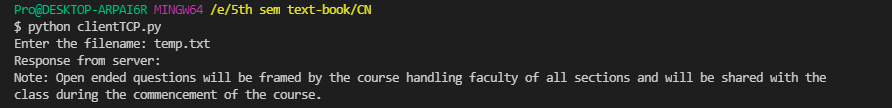 Pro@DESKTOP-ARPAI6R MINGW64 /e/5th sem text-book/CN
$ python clientTCP.py
Enter the filename: temp.txt
Response from server:
Note: Open ended questions will be framed by the course handling faculty of all sections and will be shared with the
class during the commencement of the course.